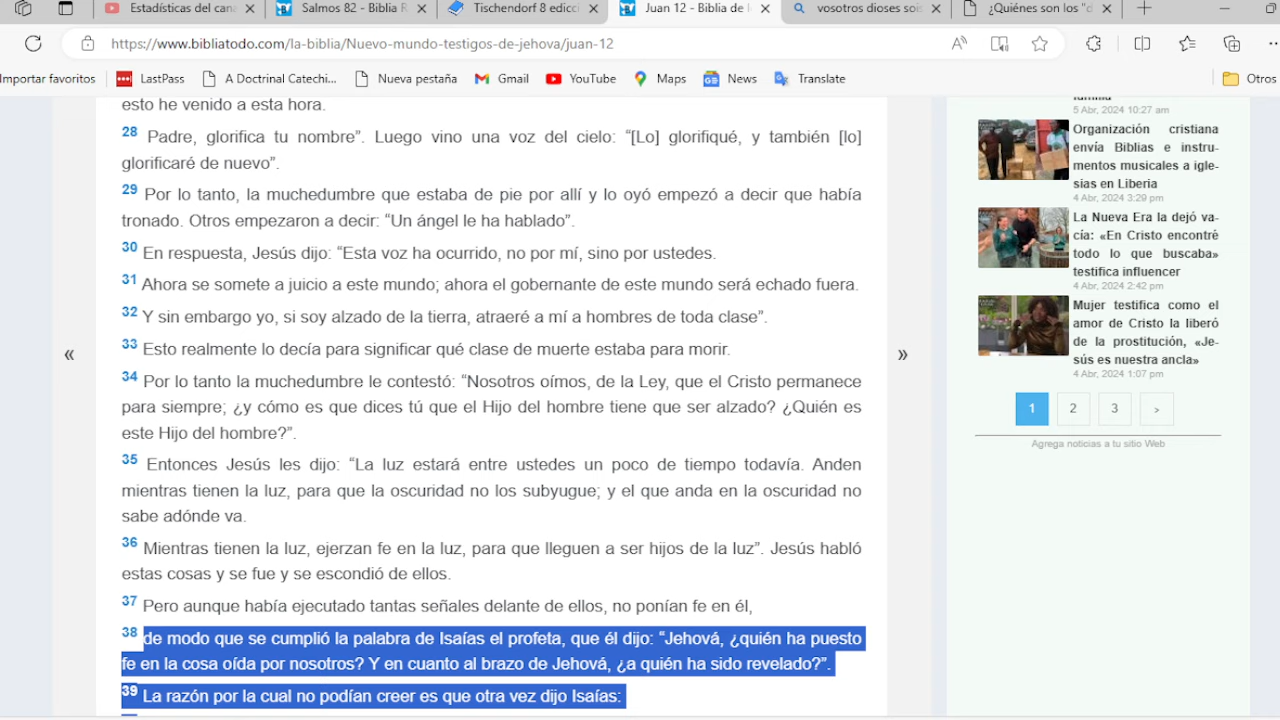 Estadísticas del cana
Salmos 82 - Biblia R
Tischendorf 8 edicci
Juan 12 - Biblia de l
vosotros dioses sois
¿Quiénes son los "d
https://www.bibliatodo.com/la-biblia/Nuevo-mundo-testigos-de-jehova/juan-12
mportar favoritos
LastPass
A Doctrinal Catechi...
Nueva pestaña
Gmail
YouTube
Maps
News
Translate
Otros
esto he venido a esta hora.
28 Padre, glorifica tu nombre”. Luego vino una voz del cielo: “[Lo] glorifiqué, y también [lo]
glorificaré de nuevo”.
29 Por lo tanto, la muchedumbre que estaba de pie por allí y lo oyó empezó a decir que había
tronado. Otros empezaron a decir: “Un ángel le ha hablado”.
30 En respuesta, Jesús dijo: “Esta voz ha ocurrido, no por mí, sino por ustedes.
31 Ahora se somete a juicio a este mundo; ahora el gobernante de este mundo será echado fuera.
32 Y sin embargo yo, si soy alzado de la tierra, atraeré a mí a hombres de toda clase”.
33 Esto realmente lo decía para significar qué clase de muerte estaba para morir.
34 Por lo tanto la muchedumbre le contestó: “Nosotros oímos, de la Ley, que el Cristo permanece
para siempre; ¿y cómo es que dices tú que el Hijo del hombre tiene que ser alzado? ¿Quién es
este Hijo del hombre?”.
35 Entonces Jesús les dijo: “La luz estará entre ustedes un poco de tiempo todavía. Anden
mientras tienen la luz, para que la oscuridad no los subyugue; y el que anda en la oscuridad no
sabe adónde va.
36 Mientras tienen la luz, ejerzan fe en la luz, para que lleguen a ser hijos de la luz”. Jesús habló
estas cosas y se fue y se escondió de ellos.
37 Pero aunque había ejecutado tantas señales delante de ellos, no ponían fe en él,
38 de modo que se cumplió la palabra de Isaías el profeta, que él dijo: “Jehová, ¿quién ha puesto
fe en la cosa oída por nosotros? Y en cuanto al brazo de Jehová, ¿a quién ha sido revelado?”.
39 La razón por la cual no podían creer es que otra vez dijo Isaías:
«
»
familia
5 Abr, 2024 10:27 am
Organización cristiana
envía Biblias e instru-
mentos musicales a igle-
sias en Liberia
4 Abr, 2024 3:29 pm
La Nueva Era la dejó va-
cía: «En Cristo encontré
todo lo que buscaba»
testifica influencer
4 Abr, 2024 2:42 pm
Mujer testifica como el
amor de Cristo la liberó
de la prostitución, «Je-
sús es nuestra ancla»
4 Abr, 2024 1:07 pm
1 2 3 >
Agrega noticias a tu sitio Web